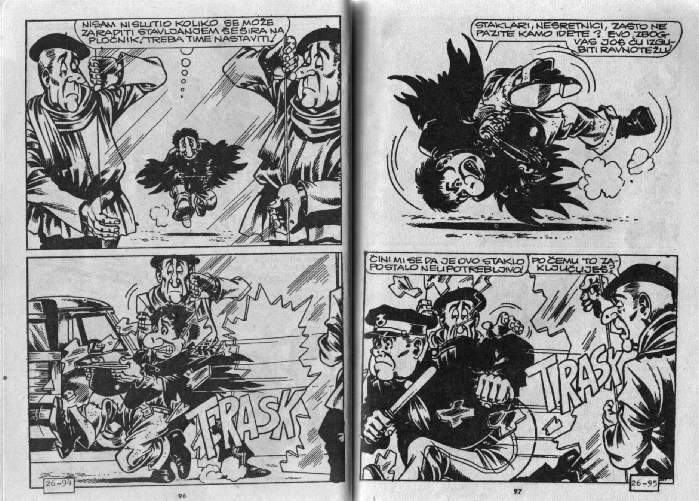 NISAM NI SLUTIO KOLIKO SE MOŽE
ZARADITI STAVLJANJEM ŠEŠIRA NA
PLOČNIK, TREBA TIME NASTAVITI.
TRASK
26-94
96
STAKLARI, NESRETNICI, ZAŠTO NE
PAZITE KAMO IDETE? EVO ZBOG
VAS JOŠ ĆU IZGU-
BITI RAVNOTEŽU.
ČINI MI SE DA JE OVO STAKLO
POSTALO NEUPOTREBLJIVO.
PO ČEMU TO ZA-
KLJUČUJEŠ?
TRASK
26-95
97